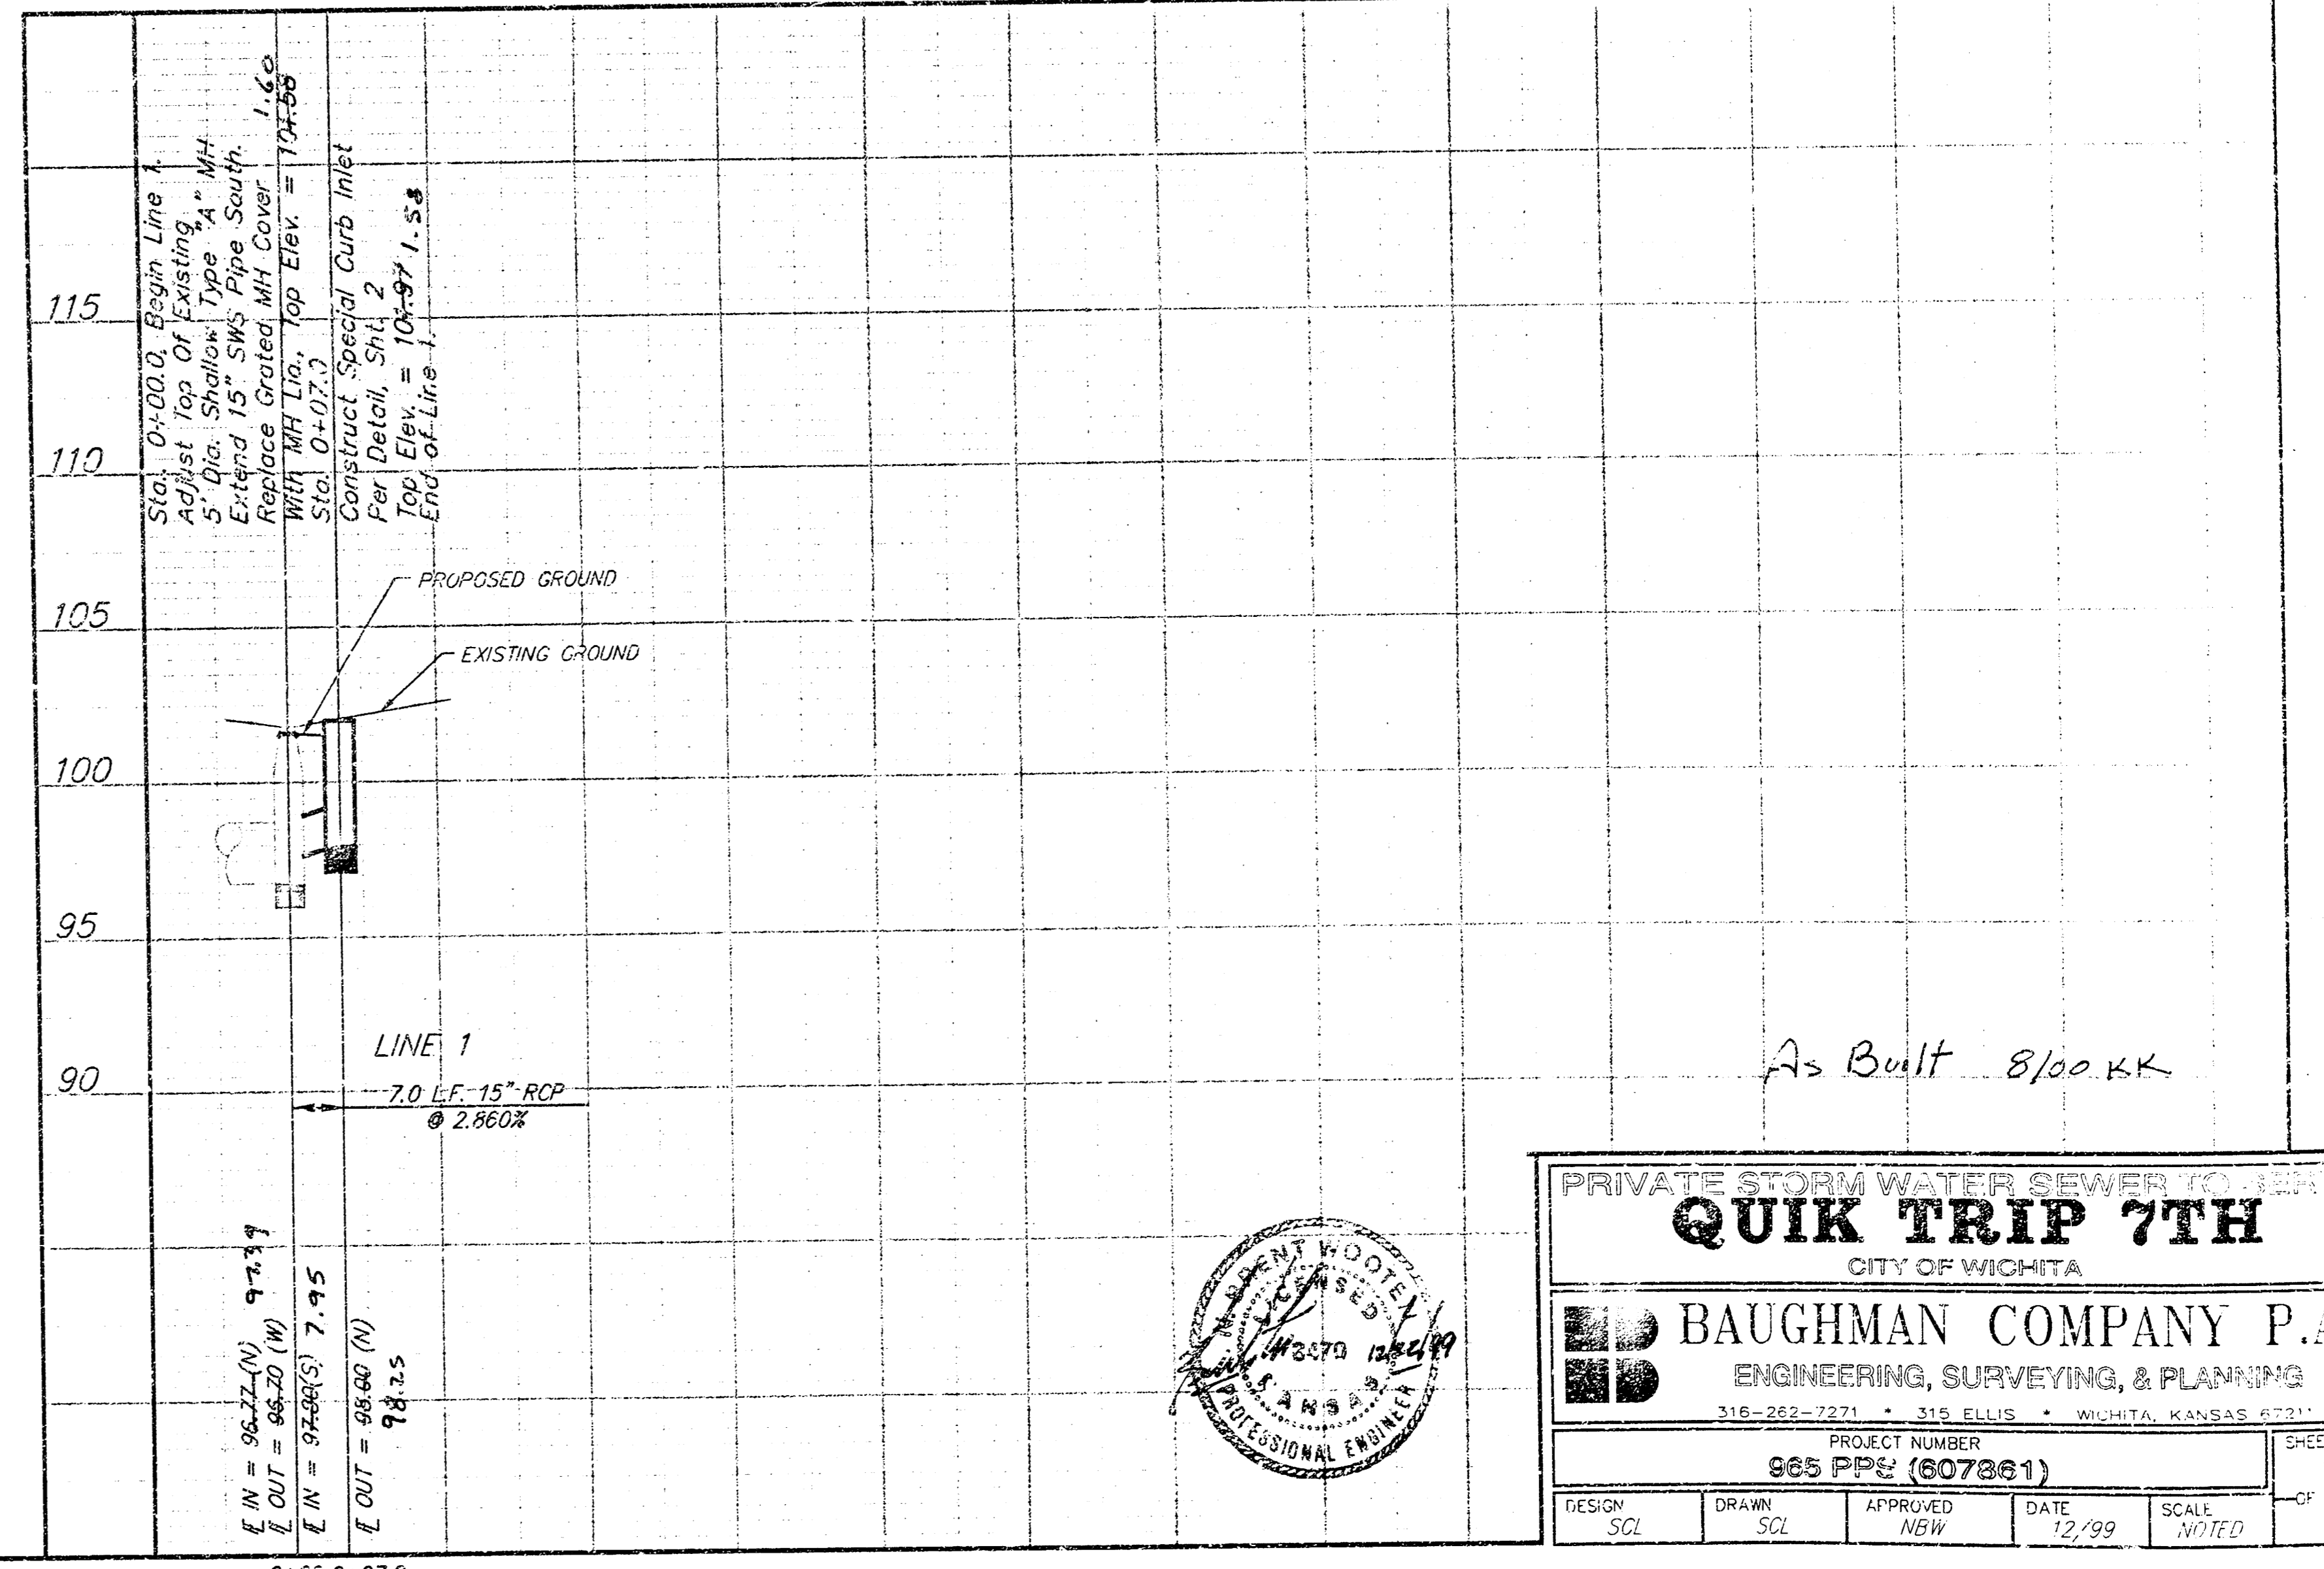 Sta. 0+00.0, Begin Line 1.
Adjust Top Of Existing
5' Dia. Shallow Type "A" MH
Extend 15" SWS Pipe South.
Replace Grated MH Cover 1.60
With MH Lid., Top Elev. = 101.58
Sta. 0+07.0
Construct Special Curb Inlet
Per Detail, Sht. 2
Top Elev. = 101.97 1.58
End of Line 1.
115
110
105
100
95
90
PROPOSED GROUND
EXISTING GROUND
LINE 1
7.0 L.F. 15" RCP
@ 2.860%
As Built 8/00 KK
℄ IN = 96.77 (N) 97.39
℄ OUT = 96.70 (W)
℄ IN = 97.80 (S) 7.95
℄ OUT = 98.00 (N)
98.25
N. BRENT WOOTEN
LICENSED
12/22/99
KANSAS
PROFESSIONAL ENGINEER
PRIVATE STORM WATER SEWER TO SER
QUIK TRIP 7TH
CITY OF WICHITA
BAUGHMAN COMPANY P.A
ENGINEERING, SURVEYING, & PLANNING
316-262-7271 * 315 ELLIS * WICHITA, KANSAS 6721
PROJECT NUMBER
965 PPS (607861)
SHEE
OF
DESIGN DRAWN APPROVED DATE SCALE
SCL SCL NBW 12/99 NOTED